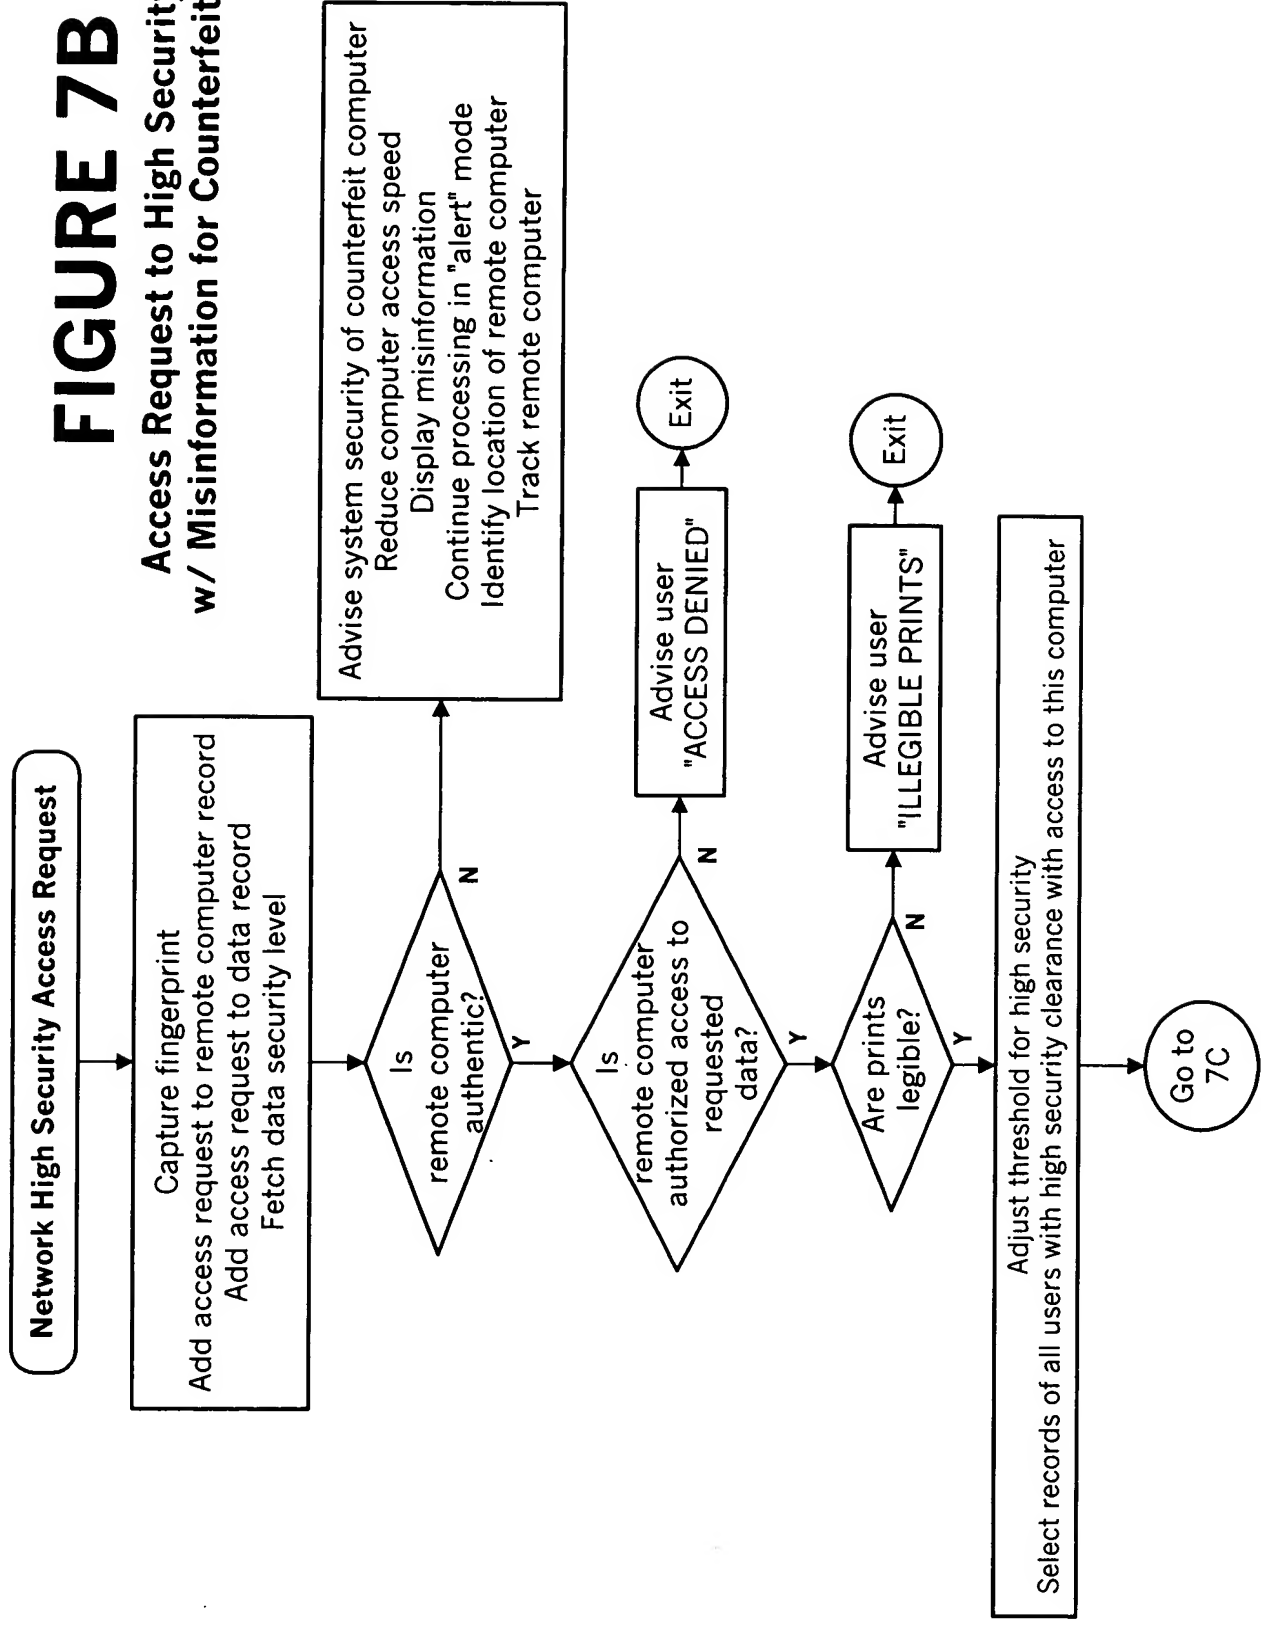 FIGURE 7B
Access Request to High Security
w/ Misinformation for Counterfeit
Network High Security Access Request
Capture fingerprint
Add access request to remote computer record
Add access request to data record
Fetch data security level
Is
remote computer
authentic?
N
Y
Advise system security of counterfeit computer
Reduce computer access speed
Display misinformation
Continue processing in "alert" mode
Identify location of remote computer
Track remote computer
Is
remote computer
authorized access to
requested
data?
N
Y
Advise user
"ACCESS DENIED"
Exit
Are prints
legible?
N
Y
Advise user
"ILLEGIBLE PRINTS"
Exit
Adjust threshold for high security
Select records of all users with high security clearance with access to this computer
Go to
7C